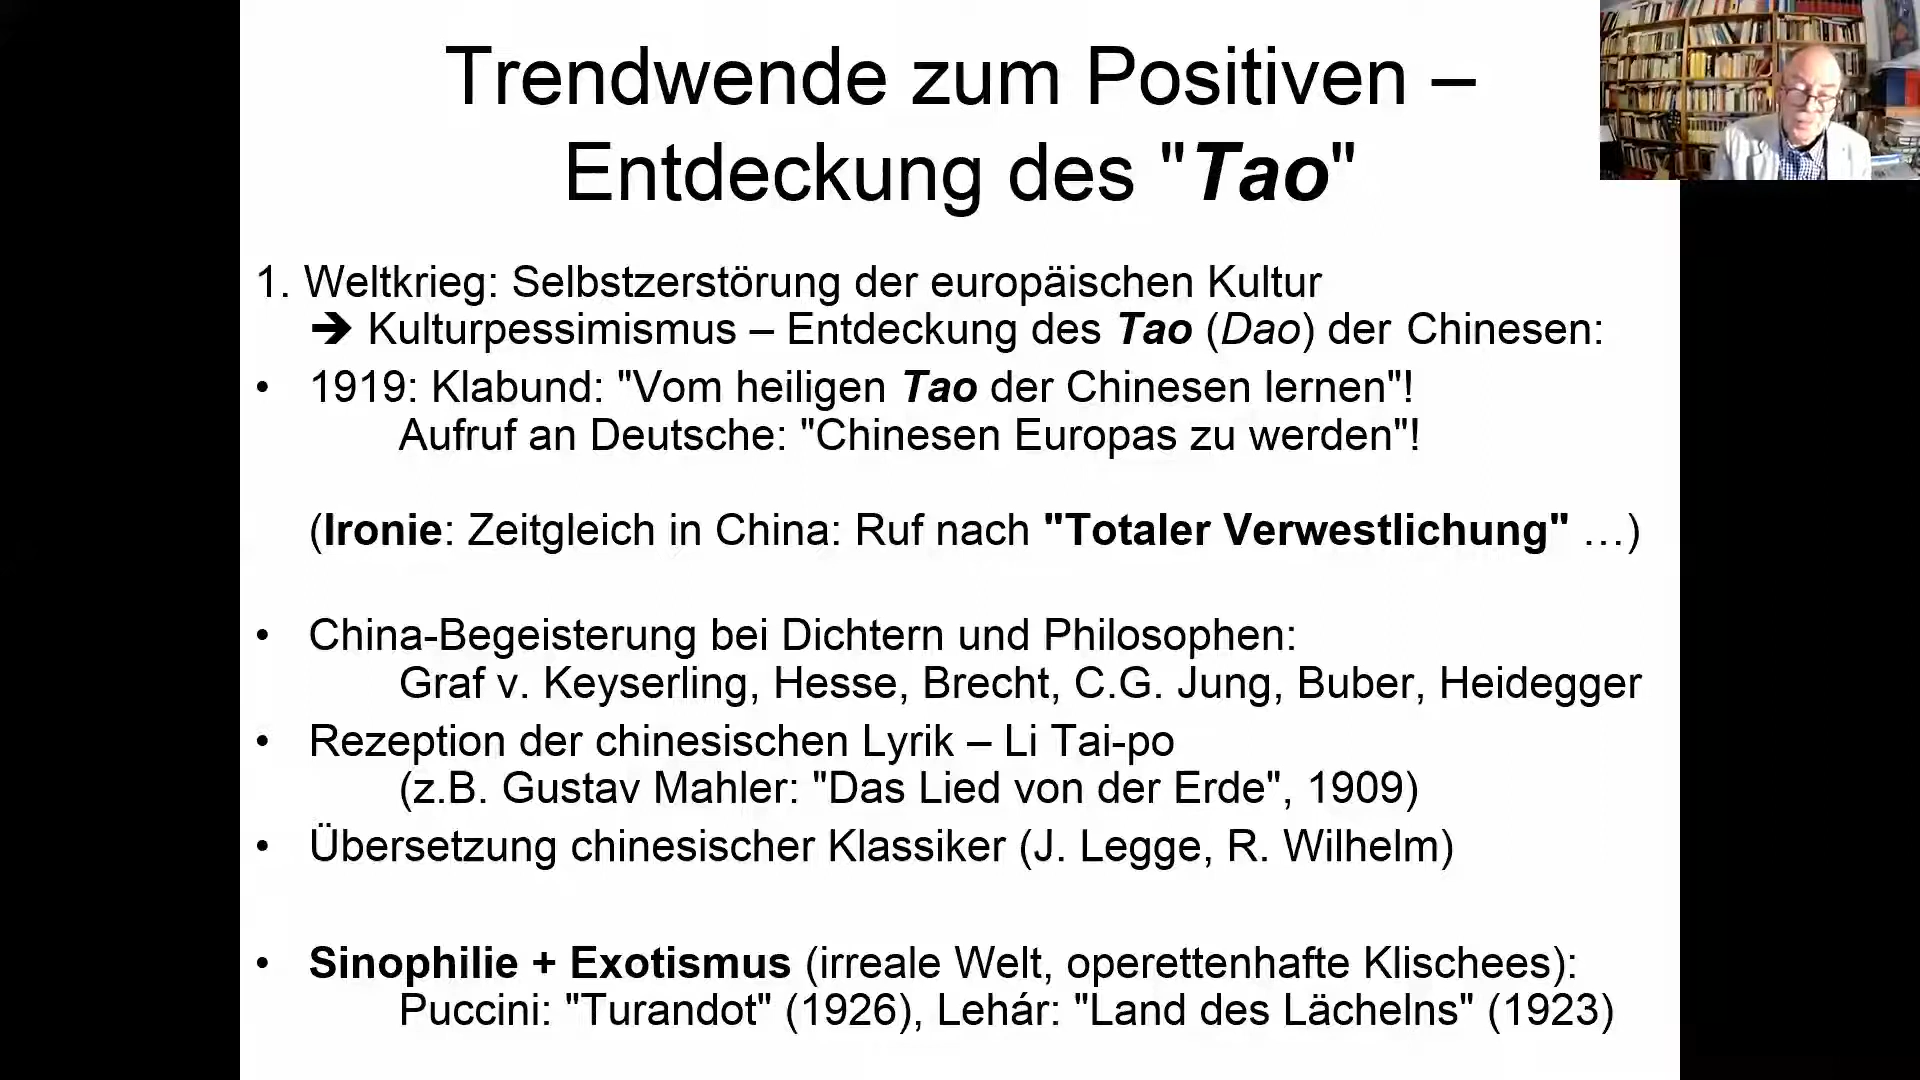 Trendwende zum Positiven –
Entdeckung des "Tao"
1. Weltkrieg: Selbstzerstörung der europäischen Kultur
➔ Kulturpessimismus – Entdeckung des Tao (Dao) der Chinesen:
• 1919: Klabund: "Vom heiligen Tao der Chinesen lernen"!
Aufruf an Deutsche: "Chinesen Europas zu werden"!
(Ironie: Zeitgleich in China: Ruf nach "Totaler Verwestlichung" …)
• China-Begeisterung bei Dichtern und Philosophen:
Graf v. Keyserling, Hesse, Brecht, C.G. Jung, Buber, Heidegger
• Rezeption der chinesischen Lyrik – Li Tai-po
(z.B. Gustav Mahler: "Das Lied von der Erde", 1909)
• Übersetzung chinesischer Klassiker (J. Legge, R. Wilhelm)
• Sinophilie + Exotismus (irreale Welt, operettenhafte Klischees):
Puccini: "Turandot" (1926), Lehár: "Land des Lächelns" (1923)